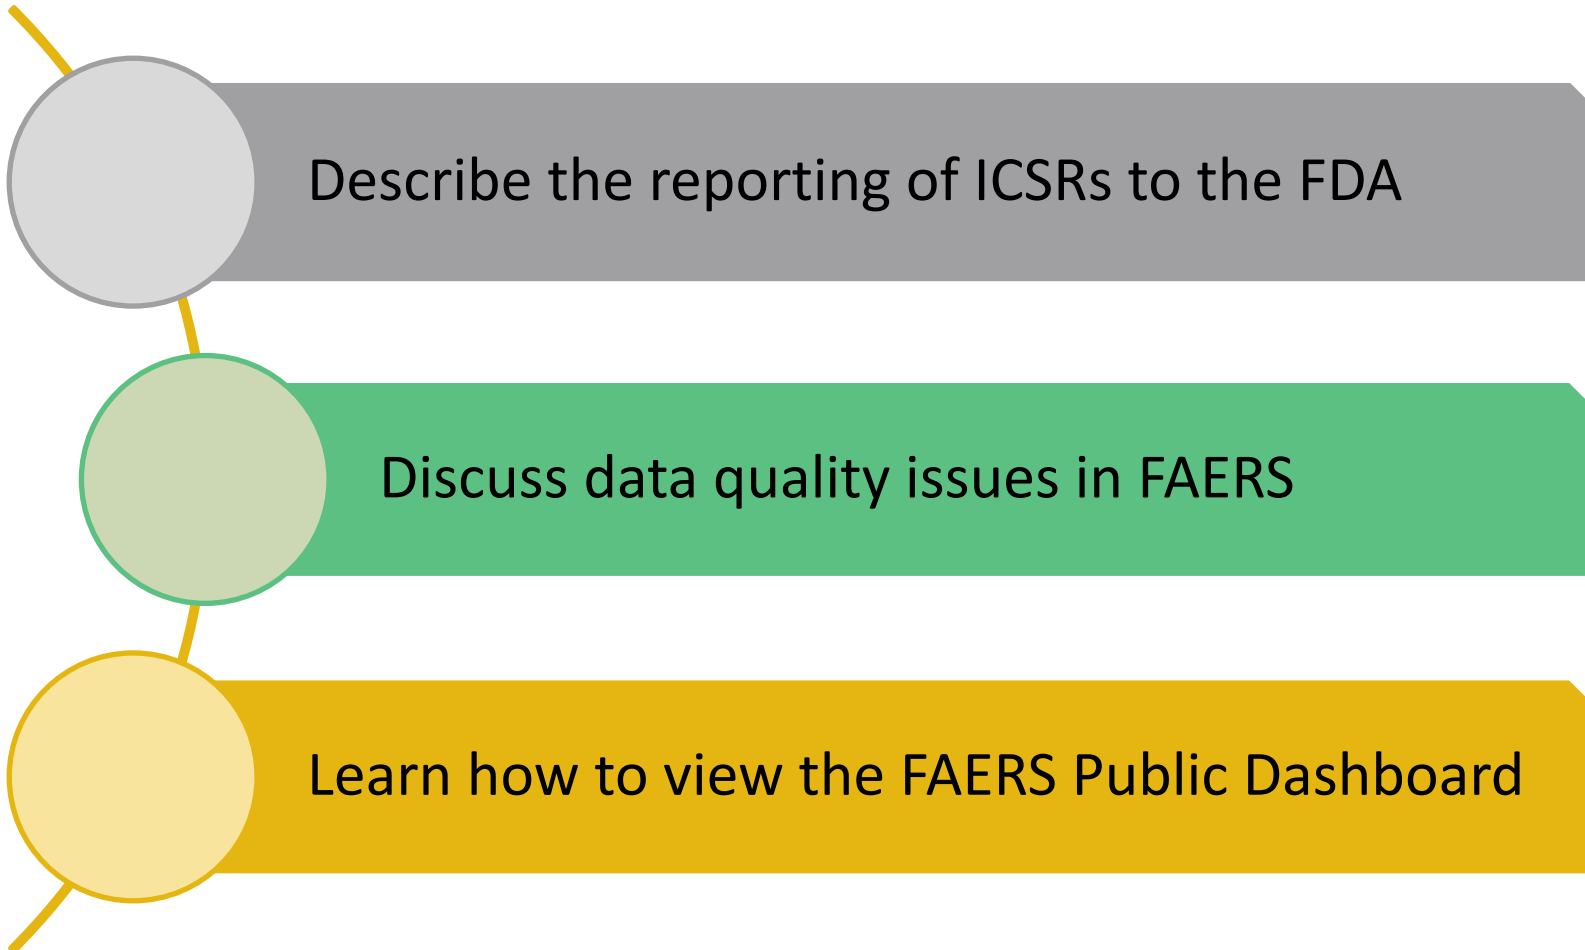 Describe the reporting of ICSRs to the FDA
Discuss data quality issues in FAERS
Learn how to view the FAERS Public Dashboard